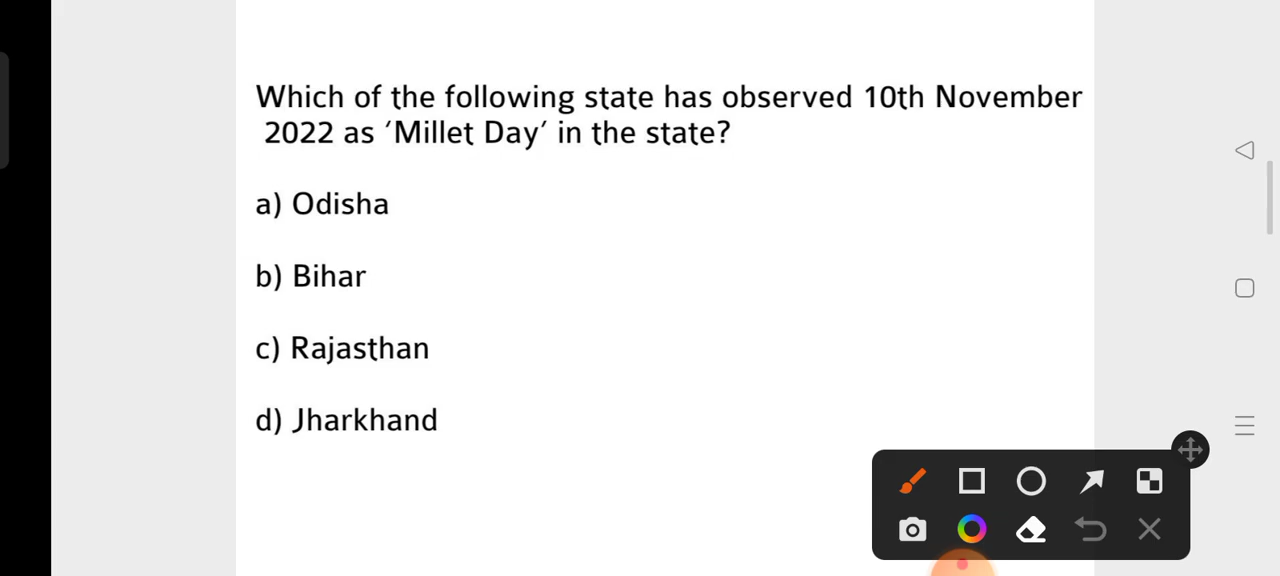 Which of the following state has observed 10th November
2022 as ‘Millet Day’ in the state?
a) Odisha
b) Bihar
c) Rajasthan
d) Jharkhand